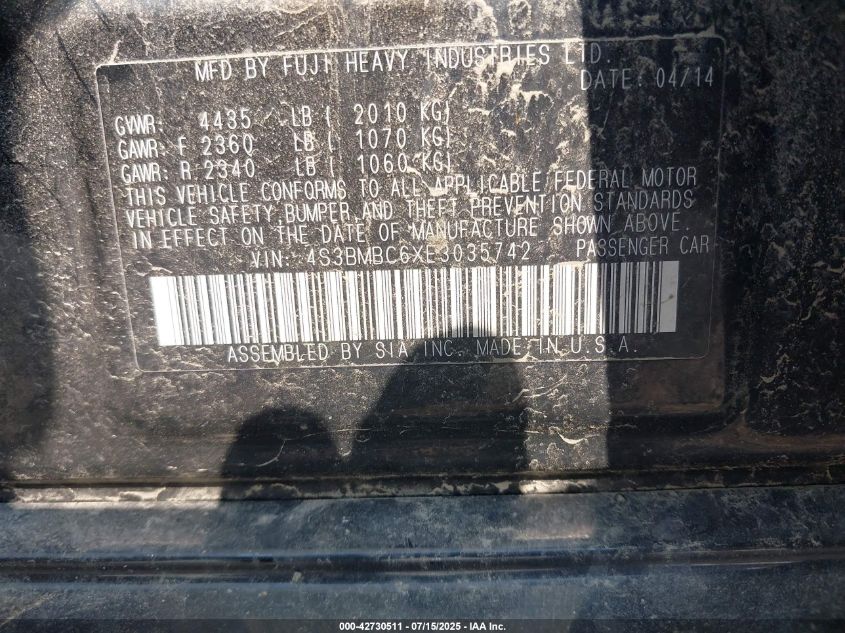 MFD BY FUJI HEAVY INDUSTRIES LTD.
DATE: 04/14
GVWR: 4435 LB ( 2010 KG)
GAWR: F 2360 LB ( 1070 KG)
GAWR: R 2340 LB ( 1060 KG)
THIS VEHICLE CONFORMS TO ALL APPLICABLE FEDERAL MOTOR
VEHICLE SAFETY, BUMPER AND THEFT PREVENTION STANDARDS
IN EFFECT ON THE DATE OF MANUFACTURE SHOWN ABOVE.
VIN: 4S3BMBC6XE3035742 PASSENGER CAR
ASSEMBLED BY SIA INC. MADE IN U.S.A.
000-42730511 - 07/15/2025 - IAA Inc.